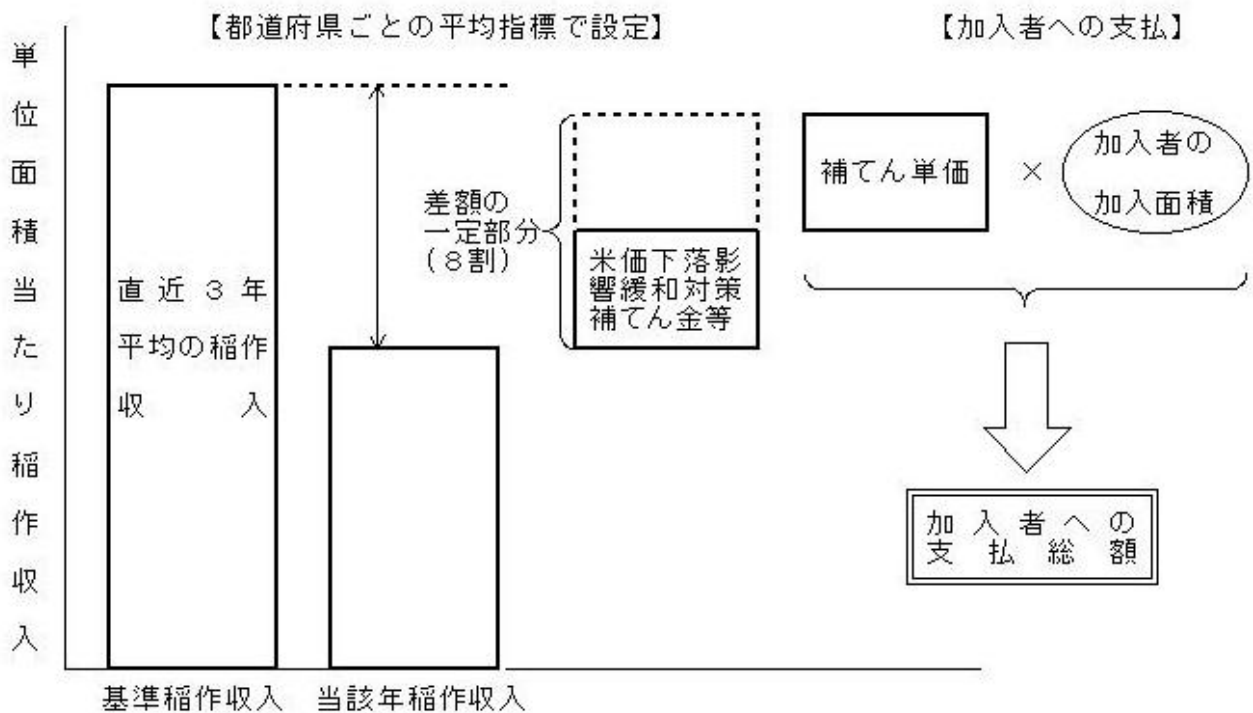 【都道府県ごとの平均指標で設定】
【加入者への支払】
単位面積当たり稲作収入
直近3年
平均の稲作
収入
差額の
一定部分
(8割)
米価下落影
響緩和対策
補てん金等
補てん単価
×
加入者の
加入面積
加入者への
支払総額
基準稲作収入
当該年稲作収入